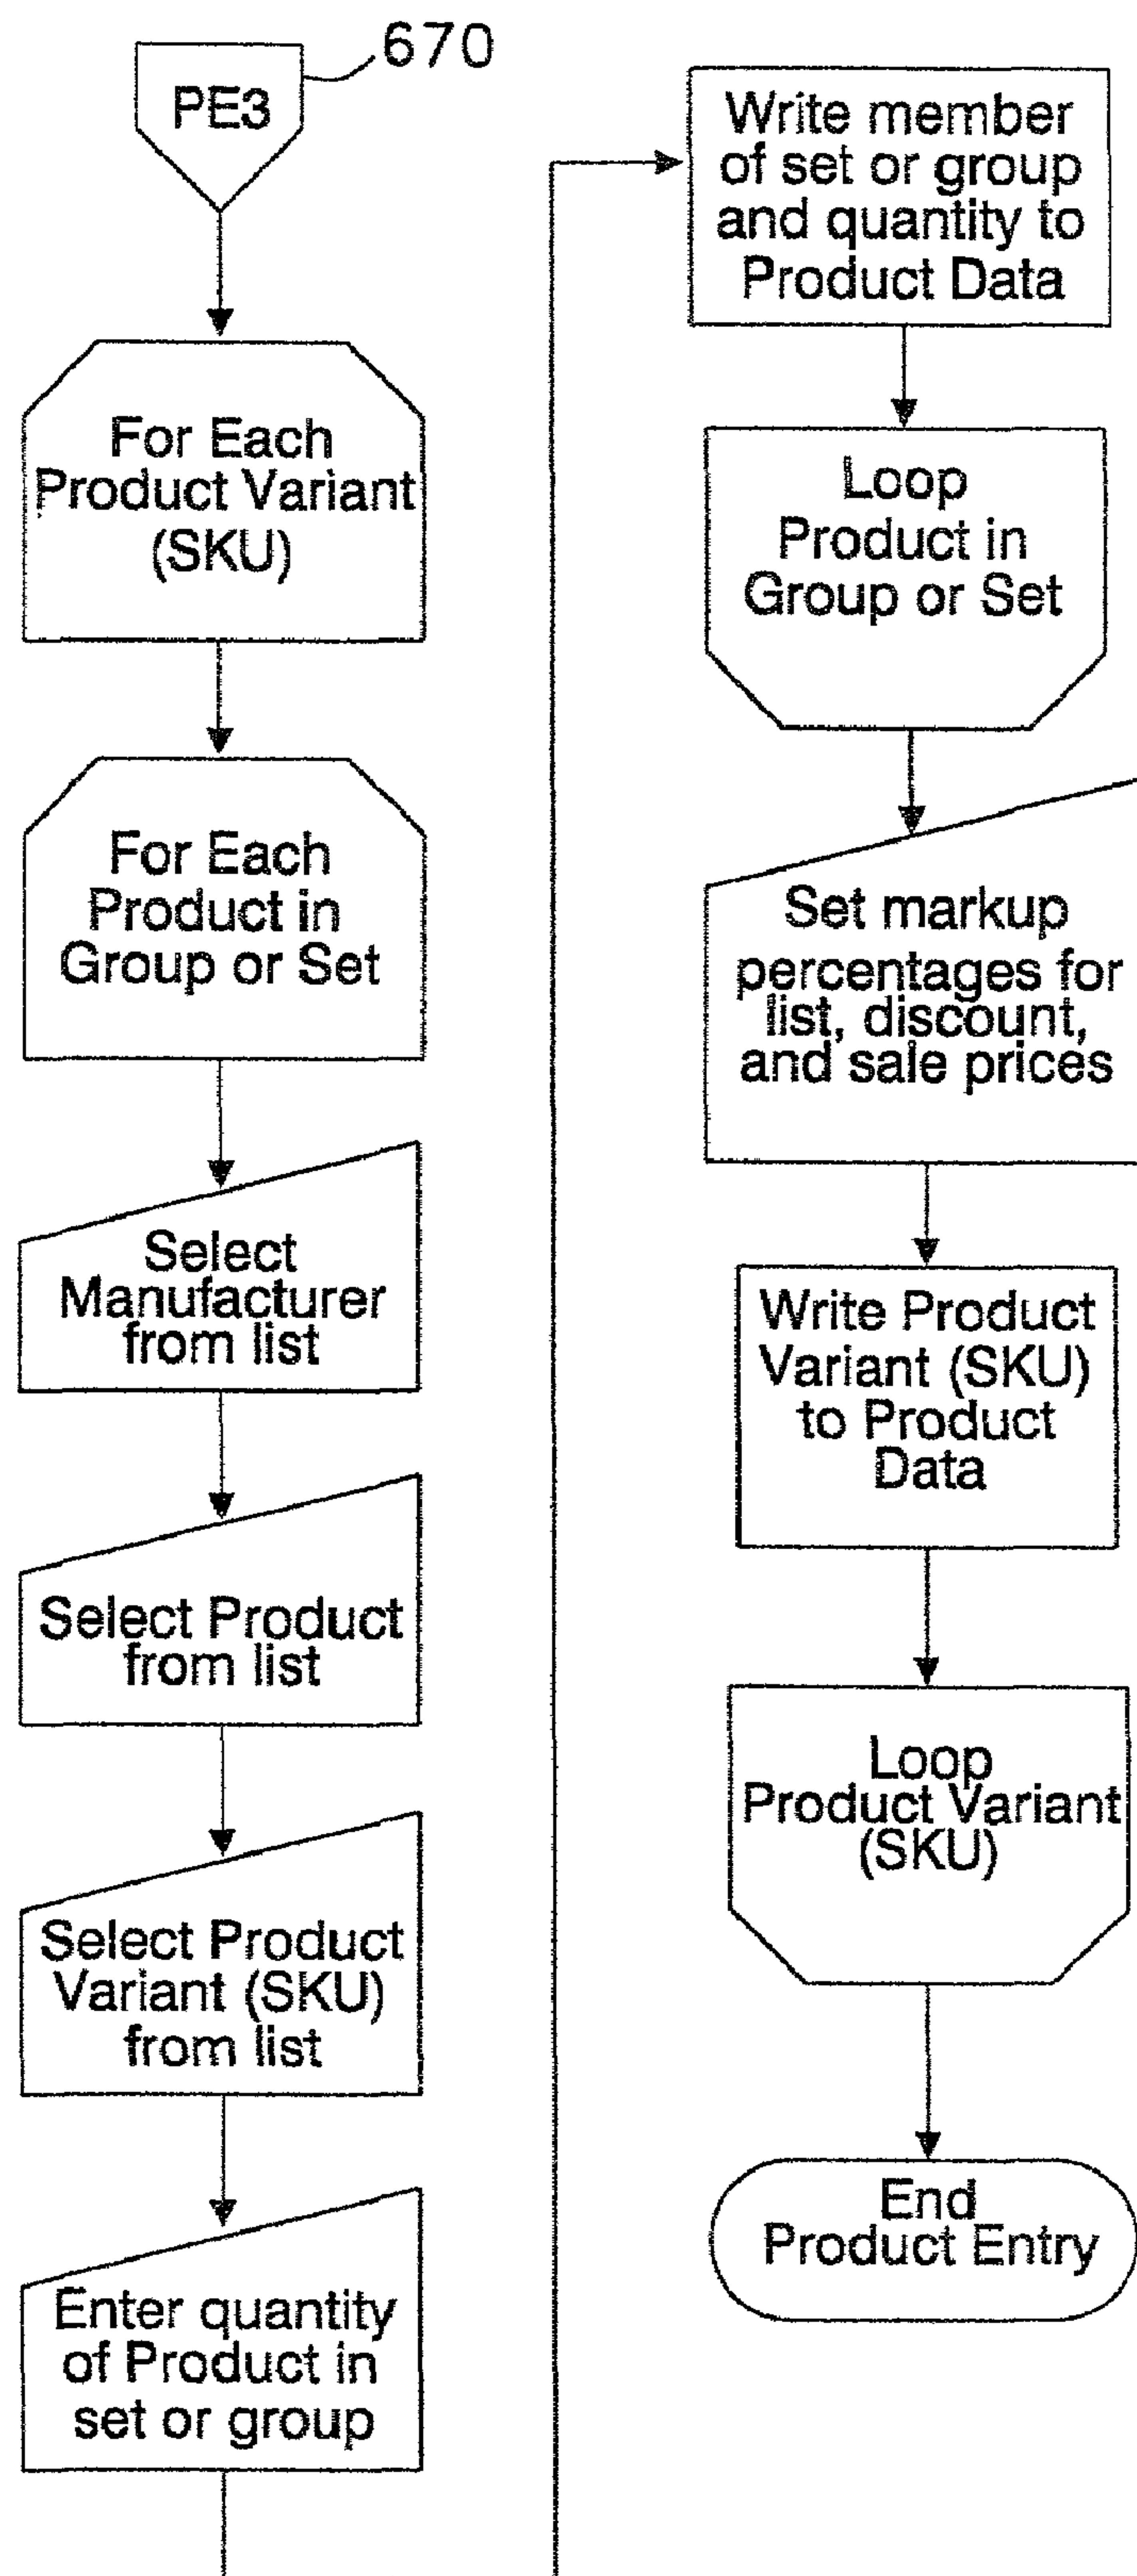 670
PE3
For Each
Product Variant
(SKU)
For Each
Product in
Group or Set
Select
Manufacturer
from list
Select Product
from list
Select Product
Variant (SKU)
from list
Enter quantity
of Product in
set or group
Write member
of set or group
and quantity to
Product Data
Loop
Product in
Group or Set
Set markup
percentages for
list, discount,
and sale prices
Write Product
Variant (SKU)
to Product
Data
Loop
Product Variant
(SKU)
End
Product Entry